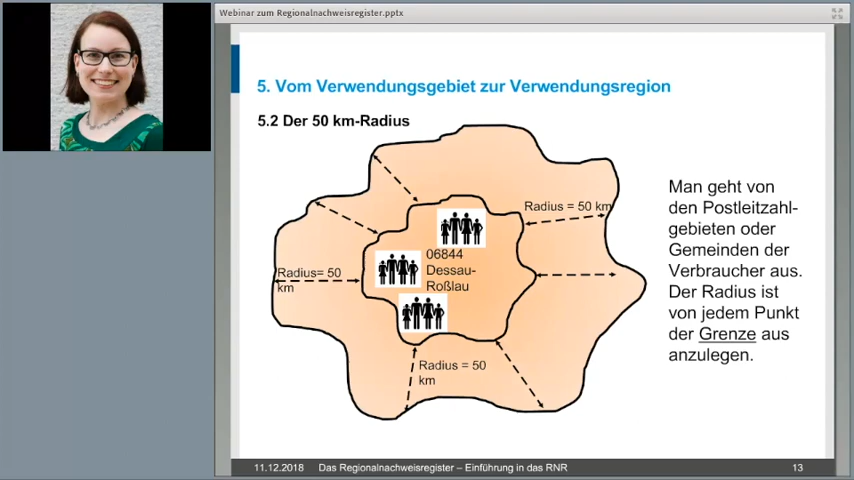 Webinar zum Regionalnachweisregister.pptx
5. Vom Verwendungsgebiet zur Verwendungsregion
5.2 Der 50 km-Radius
Radius = 50 km
06844
Dessau-
Roßlau
Radius= 50
km
Radius = 50
km
Man geht von
den Postleitzahl-
gebieten oder
Gemeinden der
Verbraucher aus.
Der Radius ist
von jedem Punkt
der Grenze aus
anzulegen.
11.12.2018 Das Regionalnachweisregister – Einführung in das RNR 13